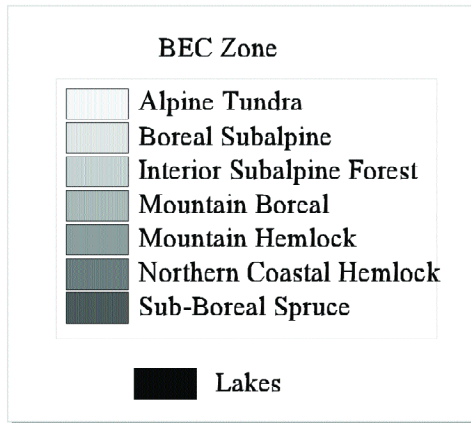 BEC Zone
Alpine Tundra
Boreal Subalpine
Interior Subalpine Forest
Mountain Boreal
Mountain Hemlock
Northern Coastal Hemlock
Sub-Boreal Spruce
Lakes